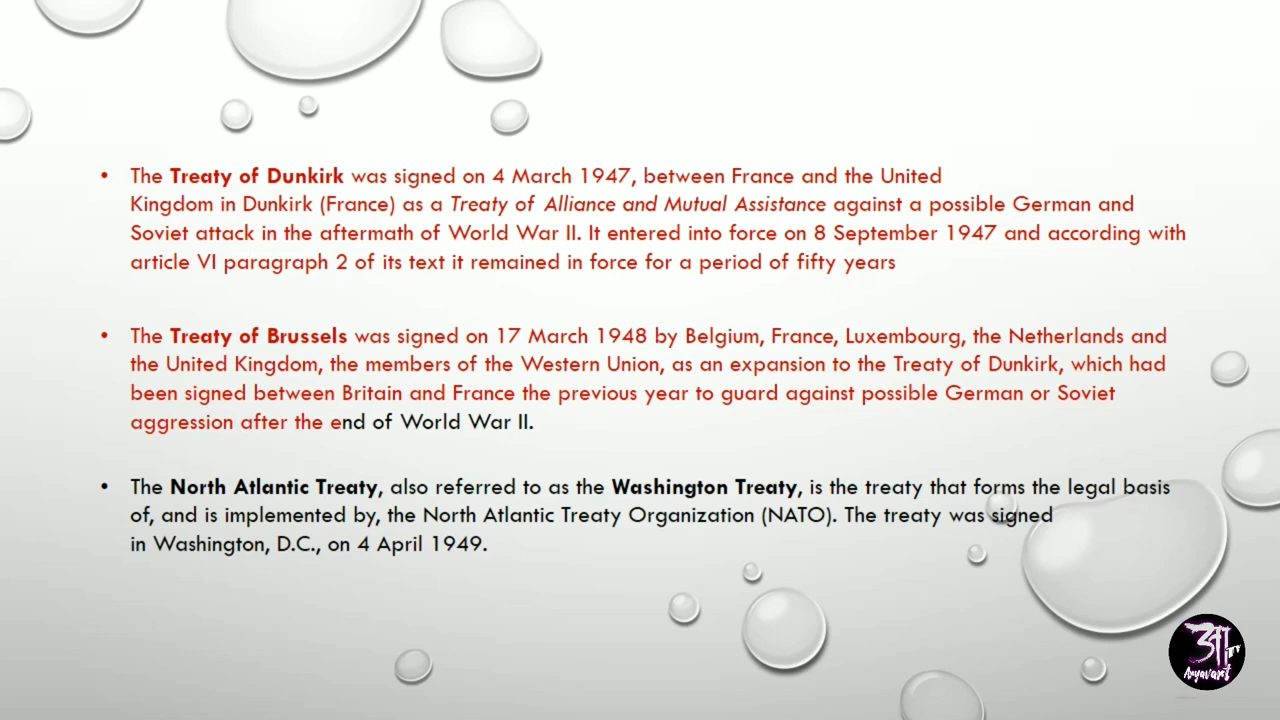 • The Treaty of Dunkirk was signed on 4 March 1947, between France and the United
Kingdom in Dunkirk (France) as a Treaty of Alliance and Mutual Assistance against a possible German and
Soviet attack in the aftermath of World War II. It entered into force on 8 September 1947 and according with
article VI paragraph 2 of its text it remained in force for a period of fifty years
• The Treaty of Brussels was signed on 17 March 1948 by Belgium, France, Luxembourg, the Netherlands and
the United Kingdom, the members of the Western Union, as an expansion to the Treaty of Dunkirk, which had
been signed between Britain and France the previous year to guard against possible German or Soviet
aggression after the end of World War II.
• The North Atlantic Treaty, also referred to as the Washington Treaty, is the treaty that forms the legal basis
of, and is implemented by, the North Atlantic Treaty Organization (NATO). The treaty was signed
in Washington, D.C., on 4 April 1949.
Aryavart